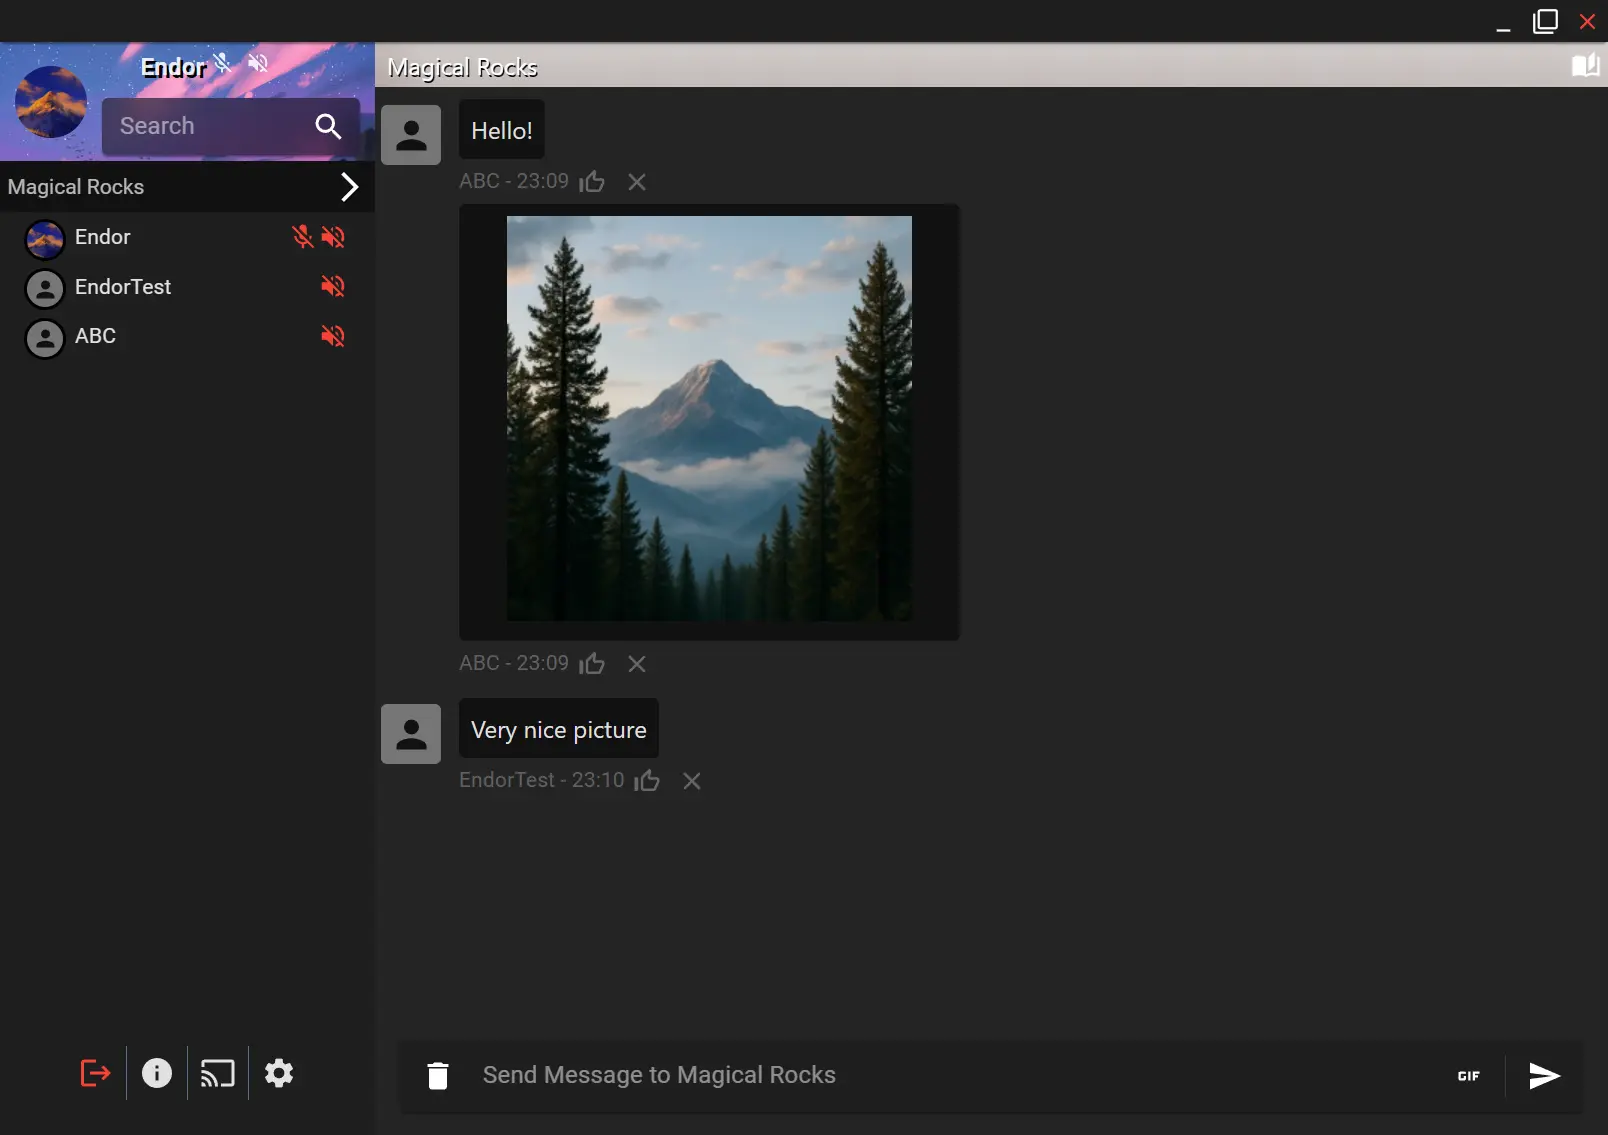 Endor
Search
Magical Rocks
Endor
EndorTest
ABC
Magical Rocks
Hello!
ABC - 23:09
ABC - 23:09
Very nice picture
EndorTest - 23:10
Send Message to Magical Rocks
GIF